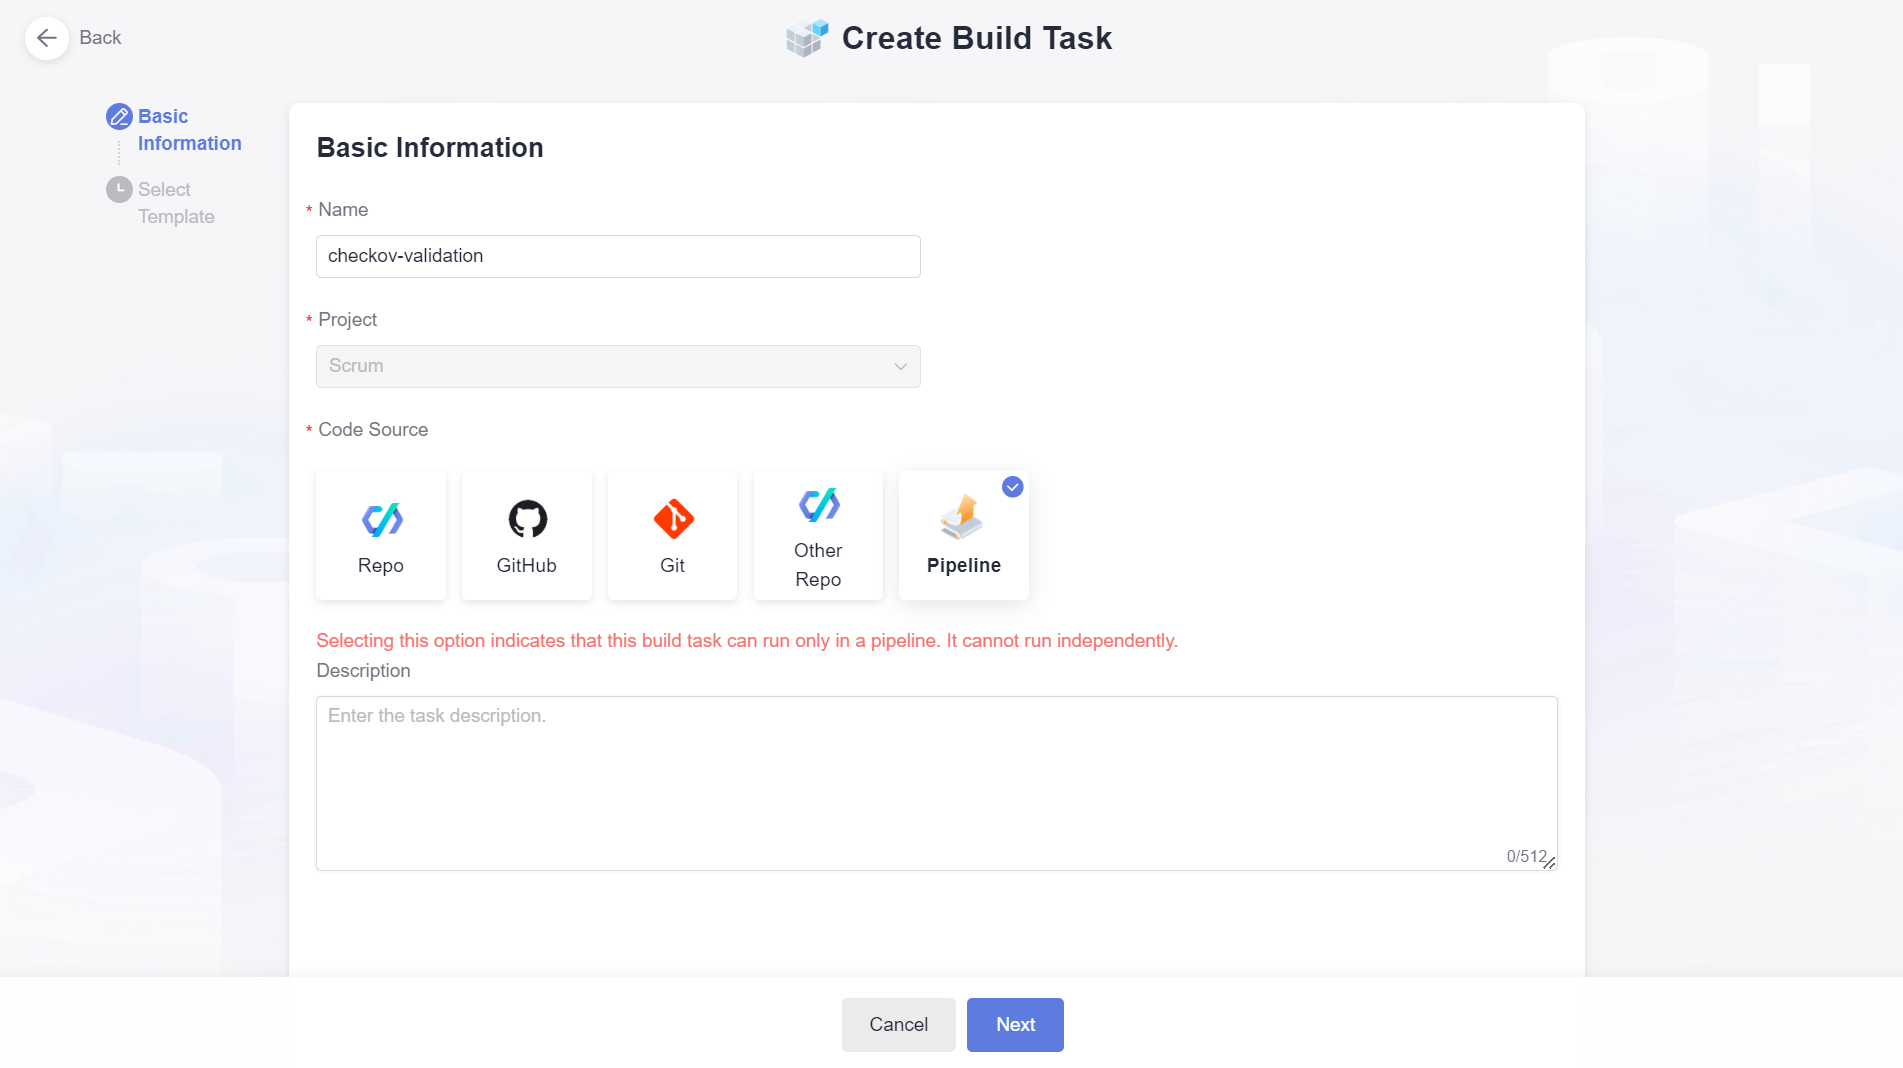 Back
Create Build Task
Basic
Information
Select
Template
Basic Information
* Name
checkov-validation
* Project
Scrum
* Code Source
Repo
GitHub
Git
Other
Repo
Pipeline
Selecting this option indicates that this build task can run only in a pipeline. It cannot run independently.
Description
Enter the task description.
0/512
Cancel
Next